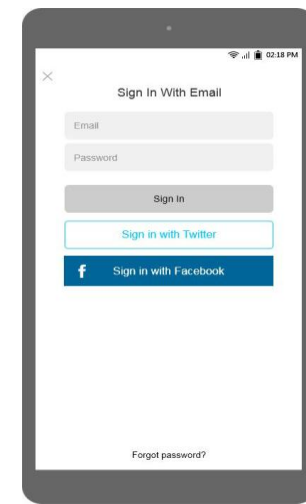 02:18 PM
Sign In With Email
Email
Password
Sign In
Sign in with Twitter
f Sign in with Facebook
Forgot password?